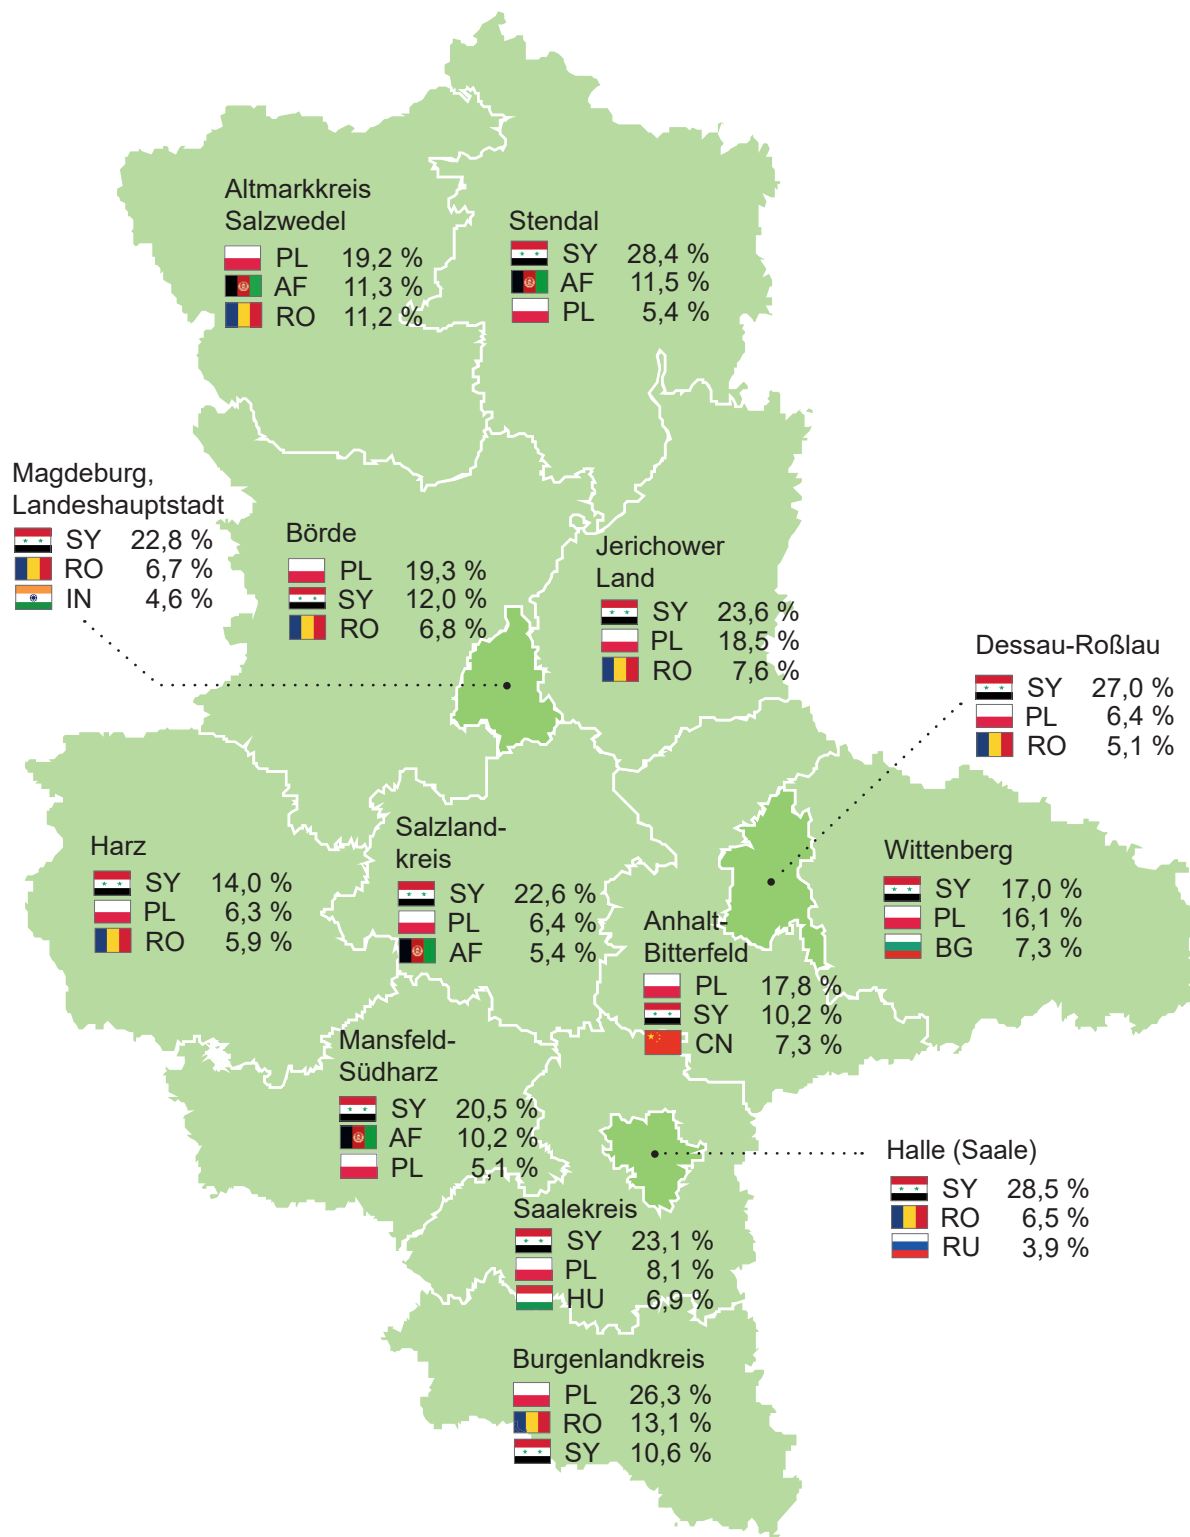 Altmarkkreis
Salzwedel
PL 19,2 %
AF 11,3 %
RO 11,2 %
Stendal
SY 28,4 %
AF 11,5 %
PL 5,4 %
Magdeburg,
Landeshauptstadt
SY 22,8 %
RO 6,7 %
IN 4,6 %
Börde
PL 19,3 %
SY 12,0 %
RO 6,8 %
Jerichower
Land
SY 23,6 %
PL 18,5 %
RO 7,6 %
Dessau-Roßlau
SY 27,0 %
PL 6,4 %
RO 5,1 %
Harz
SY 14,0 %
PL 6,3 %
RO 5,9 %
Salzland-
kreis
SY 22,6 %
PL 6,4 %
AF 5,4 %
Anhalt-
Bitterfeld
PL 17,8 %
SY 10,2 %
CN 7,3 %
Wittenberg
SY 17,0 %
PL 16,1 %
BG 7,3 %
Mansfeld-
Südharz
SY 20,5 %
AF 10,2 %
PL 5,1 %
Halle (Saale)
SY 28,5 %
RO 6,5 %
RU 3,9 %
Saalekreis
SY 23,1 %
PL 8,1 %
HU 6,9 %
Burgenlandkreis
PL 26,3 %
RO 13,1 %
SY 10,6 %